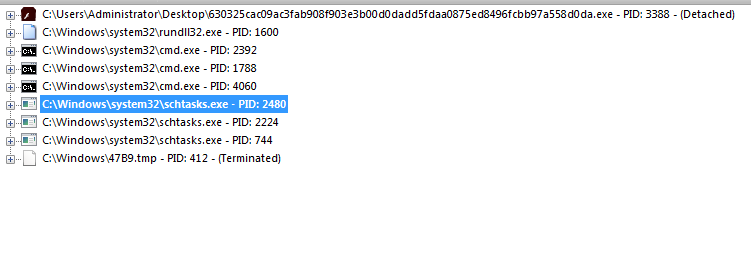 C:\Users\Administrator\Desktop\630325cac09ac3fab908f903e3b00d0dadd5fdaa0875ed8496fcbb97a558d0da.exe - PID: 3388 - (Detached)
C:\Windows\system32\rundll32.exe - PID: 1600
C:\Windows\system32\cmd.exe - PID: 2392
C:\Windows\system32\cmd.exe - PID: 1788
C:\Windows\system32\cmd.exe - PID: 4060
C:\Windows\system32\schtasks.exe - PID: 2480
C:\Windows\system32\schtasks.exe - PID: 2224
C:\Windows\system32\schtasks.exe - PID: 744
C:\Windows\47B9.tmp - PID: 412 - (Terminated)